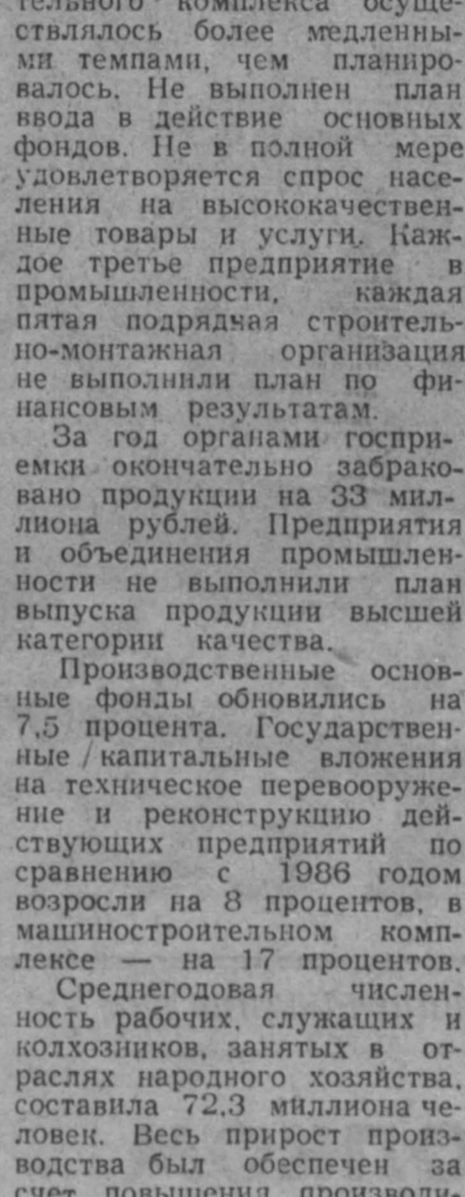 тельного комплекса осуще-
ствлялось более медленны-
ми темпами, чем планиро-
валось. Не выполнен план
ввода в действие основных
фондов. Не в полной мере
удовлетворяется спрос насе-
ления на высококачествен-
ные товары и услуги. Каж-
дое третье предприятие в
промышленности, каждая
пятая подрядная строитель-
но-монтажная организация
не выполнили план по фи-
нансовым результатам.
За год органами госпри-
емки окончательно забрако-
вано продукции на 33 мил-
лиона рублей. Предприятия
и объединения промышлен-
ности не выполнили план
выпуска продукции высшей
категории качества.
Производственные основ-
ные фонды обновились на
7,5 процента. Государствен-
ные капитальные вложения
на техническое перевооруже-
ние и реконструкцию дей-
ствующих предприятий по
сравнению с 1986 годом
возросли на 8 процентов, в
машиностроительном комп-
лексе — на 17 процентов.
Среднегодовая числен-
ность рабочих, служащих и
колхозников, занятых в от-
раслях народного хозяйства,
составила 72,3 миллиона че-
ловек. Весь прирост произ-
водства был обеспечен за
счет повышения производи-